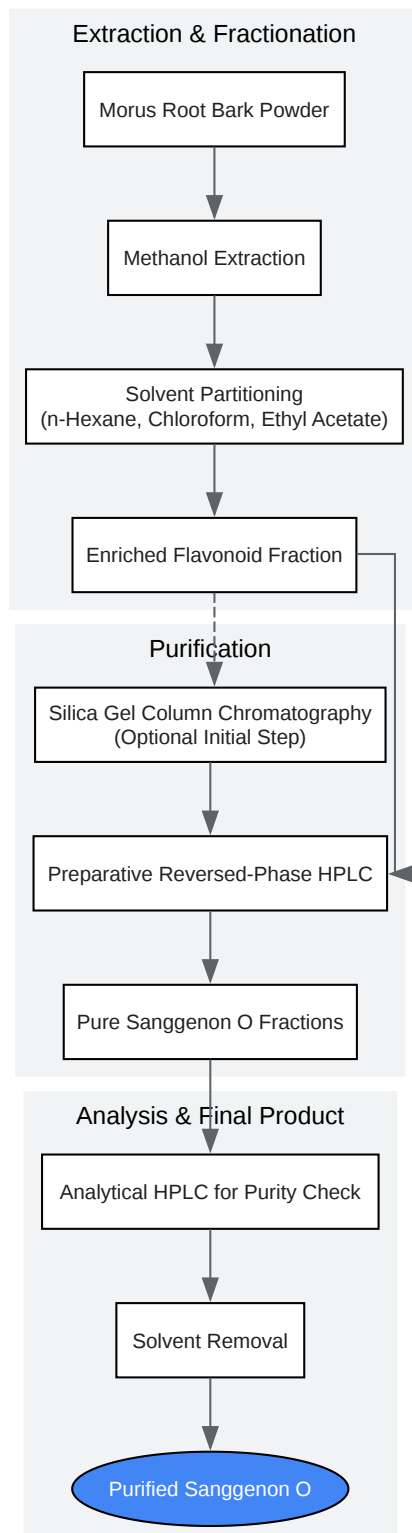 Extraction & Fractionation
Morus Root Bark Powder
Methanol Extraction
Solvent Partitioning
(n-Hexane, Chloroform, Ethyl Acetate)
Enriched Flavonoid Fraction
Purification
Silica Gel Column Chromatography
(Optional Initial Step)
Preparative Reversed-Phase HPLC
Pure Sanggenon O Fractions
Analysis & Final Product
Analytical HPLC for Purity Check
Solvent Removal
Purified Sanggenon O